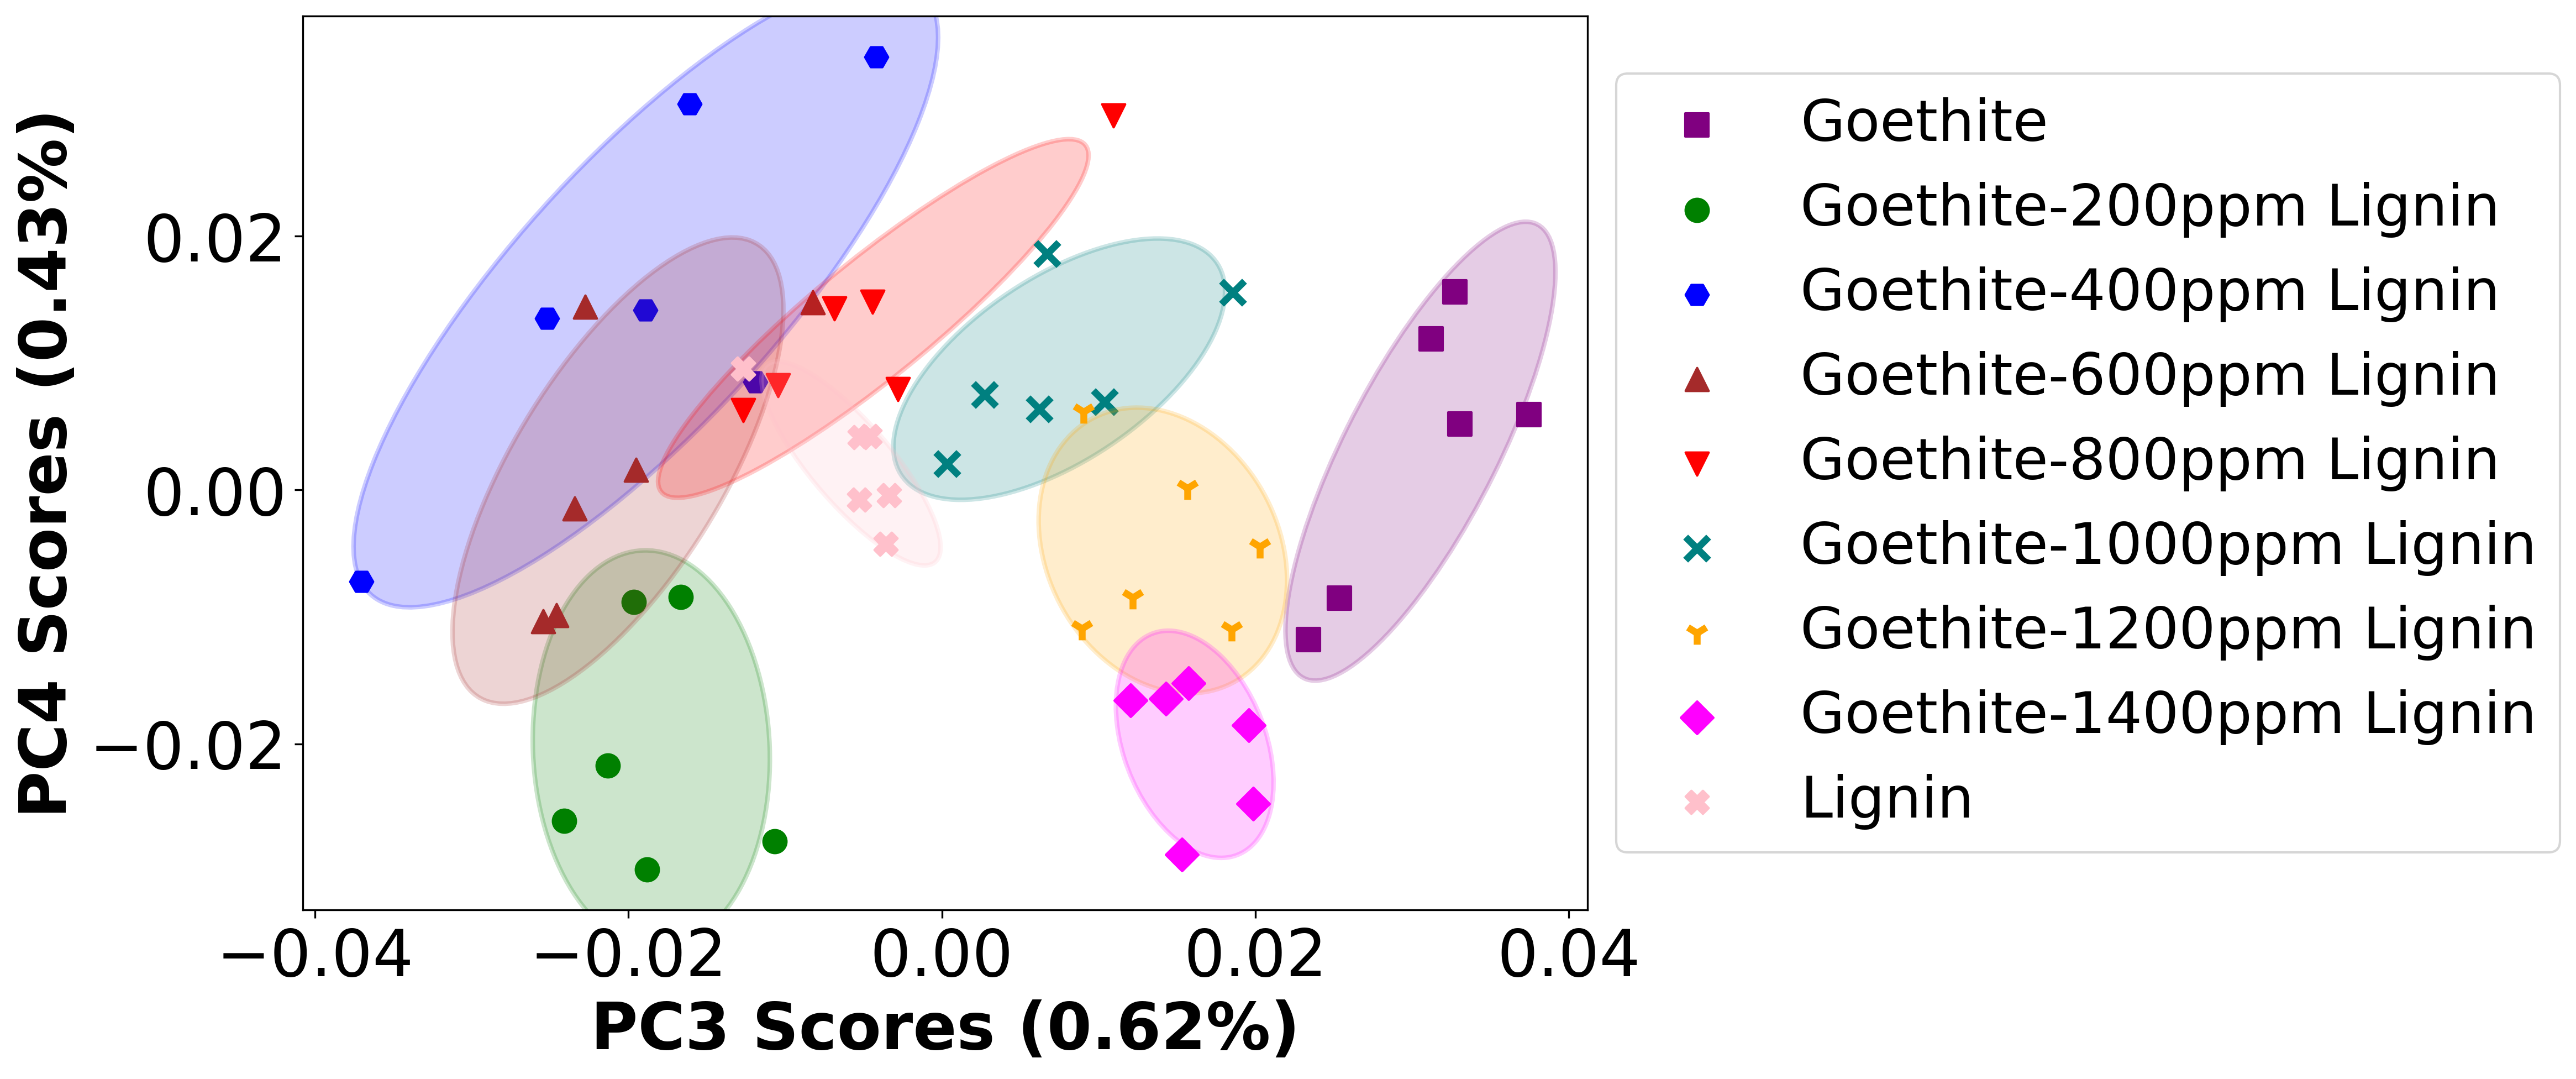 PC4 Scores (0.43%)
0.02
0.00
−0.02
−0.04
−0.02
0.00
0.02
0.04
PC3 Scores (0.62%)
Goethite
Goethite-200ppm Lignin
Goethite-400ppm Lignin
Goethite-600ppm Lignin
Goethite-800ppm Lignin
Goethite-1000ppm Lignin
Goethite-1200ppm Lignin
Goethite-1400ppm Lignin
Lignin